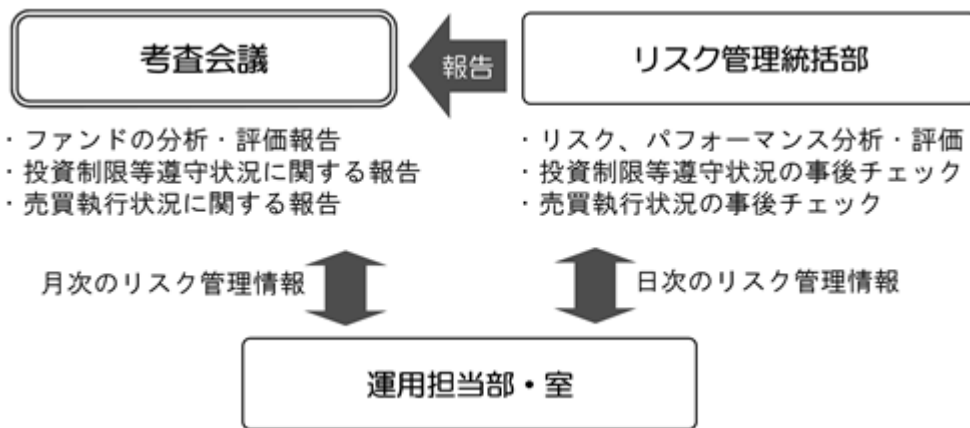 考査会議
報告
リスク管理統括部
・ファンドの分析・評価報告
・投資制限等遵守状況に関する報告
・売買執行状況に関する報告
・リスク、パフォーマンス分析・評価
・投資制限等遵守状況の事後チェック
・売買執行状況の事後チェック
月次のリスク管理情報
日次のリスク管理情報
運用担当部・室